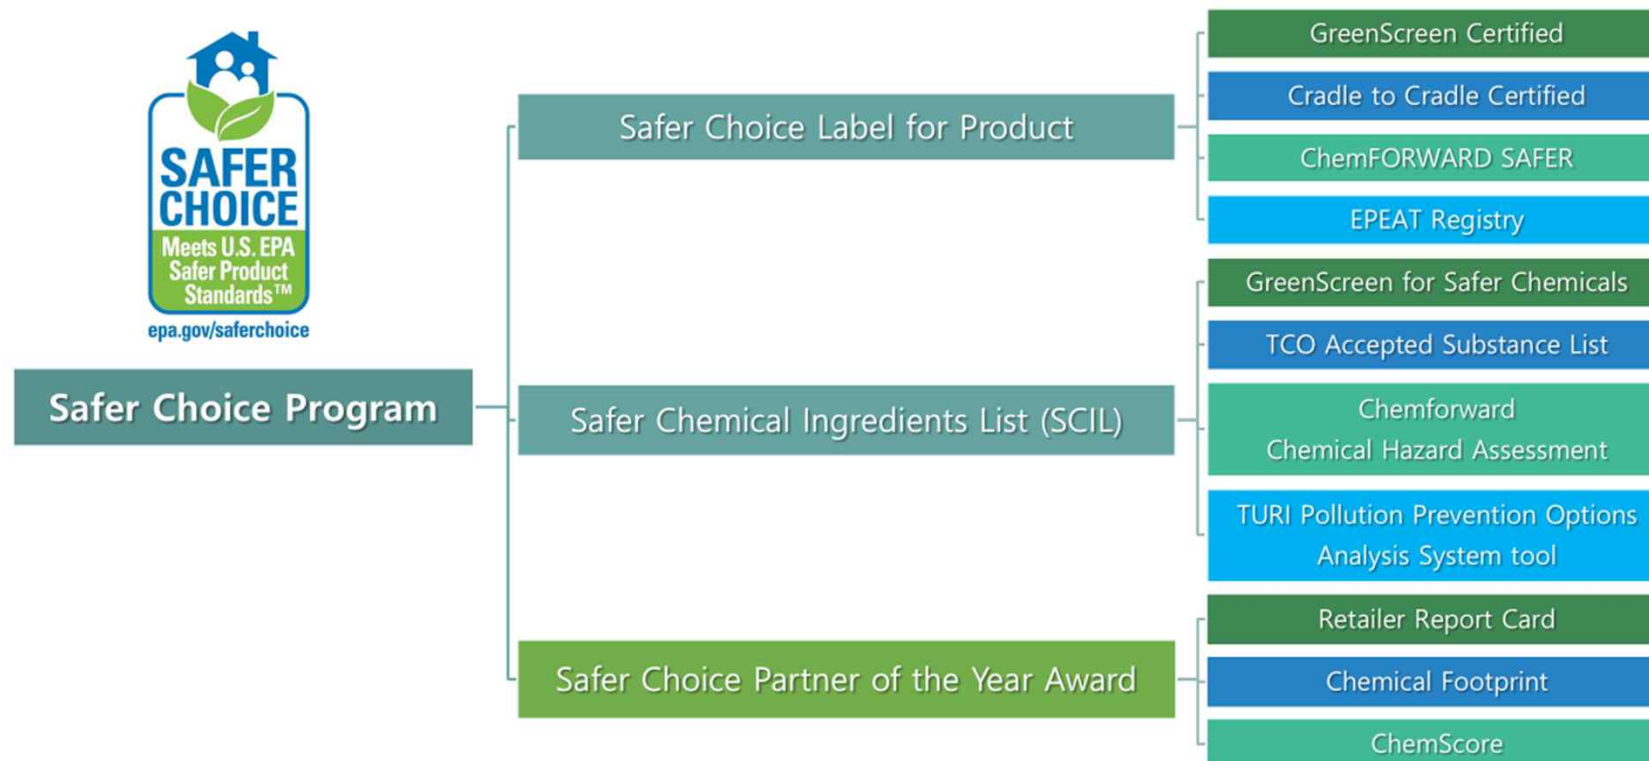 SAFER
CHOICE
Meets U.S. EPA
Safer Product
Standards™
epa.gov/saferchoice
Safer Choice Program
Safer Choice Label for Product
GreenScreen Certified
Cradle to Cradle Certified
ChemFORWARD SAFER
EPEAT Registry
Safer Chemical Ingredients List (SCIL)
GreenScreen for Safer Chemicals
TCO Accepted Substance List
Chemforward
Chemical Hazard Assessment
TURI Pollution Prevention Options
Analysis System tool
Safer Choice Partner of the Year Award
Retailer Report Card
Chemical Footprint
ChemScore